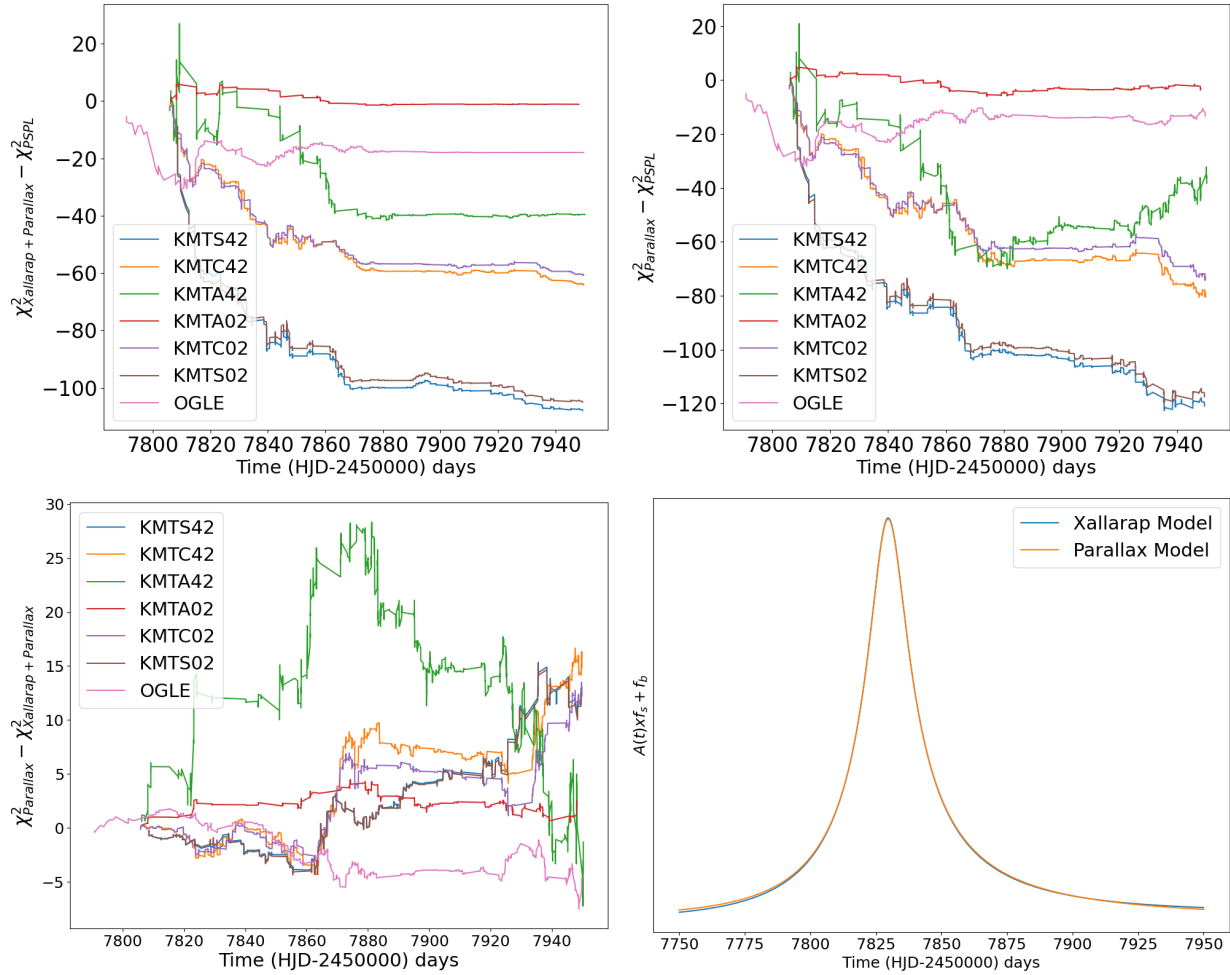 χ²Xallarap + Parallax − χ²PSPL
20
0
−20
−40
−60
−80
−100
KMTS42
KMTC42
KMTA42
KMTA02
KMTC02
KMTS02
OGLE
7800 7820 7840 7860 7880 7900 7920 7940
Time (HJD-2450000) days
χ²Parallax − χ²PSPL
20
0
−20
−40
−60
−80
−100
−120
KMTS42
KMTC42
KMTA42
KMTA02
KMTC02
KMTS02
OGLE
7800 7820 7840 7860 7880 7900 7920 7940
Time (HJD-2450000) days
χ²Parallax − χ²Xallarap + Parallax
30
25
20
15
10
5
0
−5
KMTS42
KMTC42
KMTA42
KMTA02
KMTC02
KMTS02
OGLE
7800 7820 7840 7860 7880 7900 7920 7940
Time (HJD-2450000) days
A(t)xfs + fb
Xallarap Model
Parallax Model
7750 7775 7800 7825 7850 7875 7900 7925 7950
Time (HJD-2450000) days